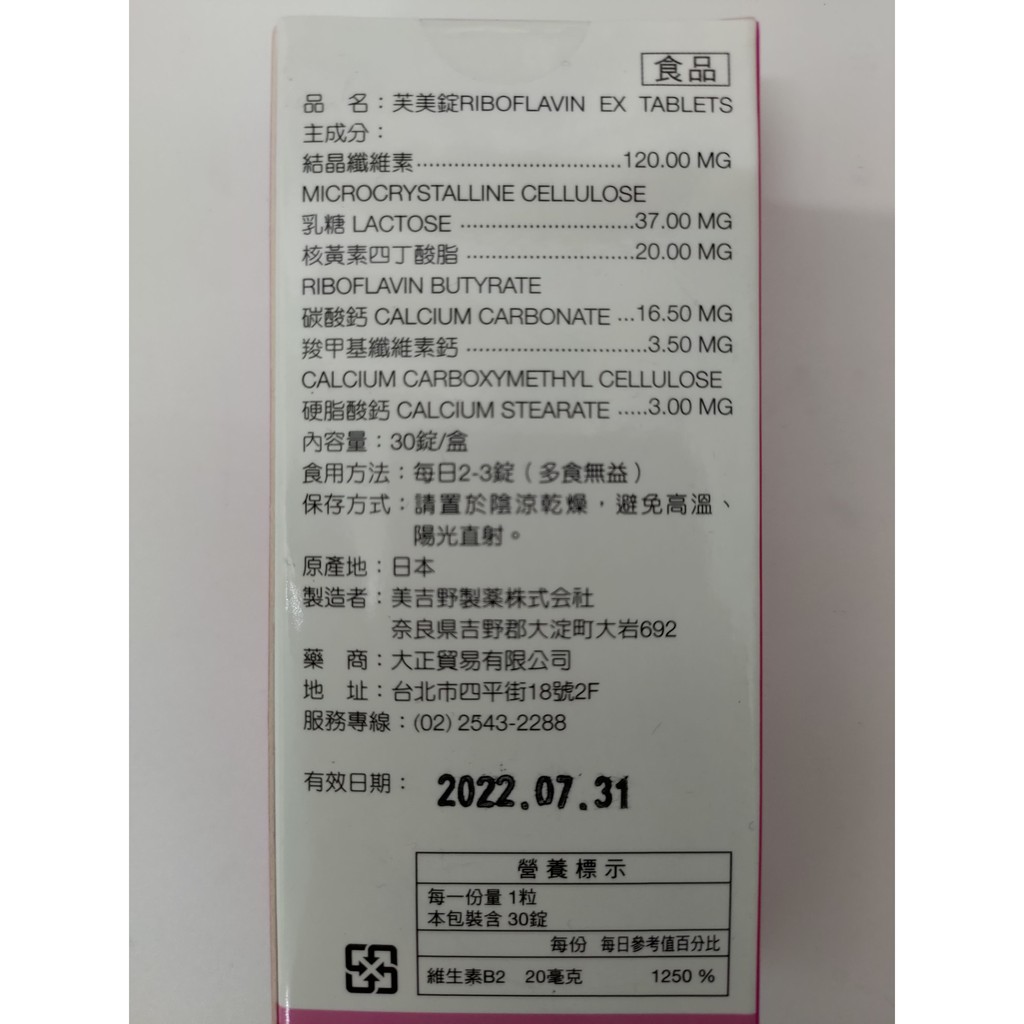 食品
品 名：芙美錠RIBOFLAVIN EX TABLETS
主成分：
結晶纖維素.................................120.00 MG
MICROCRYSTALLINE CELLULOSE
乳糖 LACTOSE ............................37.00 MG
核黃素四丁酸脂 ...........................20.00 MG
RIBOFLAVIN BUTYRATE
碳酸鈣 CALCIUM CARBONATE ...16.50 MG
羧甲基纖維素鈣 .............................3.50 MG
CALCIUM CARBOXYMETHYL CELLULOSE
硬脂酸鈣 CALCIUM STEARATE .....3.00 MG
內容量：30錠/盒
食用方法：每日2-3錠（多食無益）
保存方式：請置於陰涼乾燥，避免高溫、
陽光直射。
原產地：日本
製造者：美吉野製薬株式会社
奈良県吉野郡大淀町大岩692
藥 商：大正貿易有限公司
地 址：台北市四平街18號2F
服務專線：(02) 2543-2288
有效日期： 2022.07.31
營養標示
每一份量 1粒
本包裝含 30錠
每份 每日參考值百分比
維生素B2 20毫克 1250 %